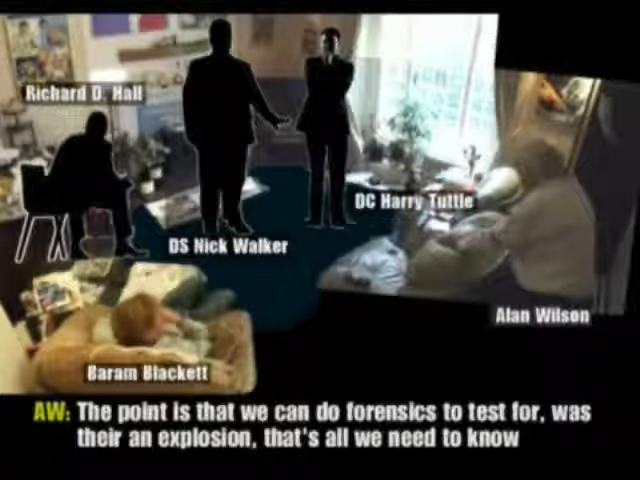 Richard D. Hall
DC Harry Tuttle
DS Nick Walker
Alan Wilson
Baram Blackett
AW: The point is that we can do forensics to test for, was
their an explosion, that's all we need to know